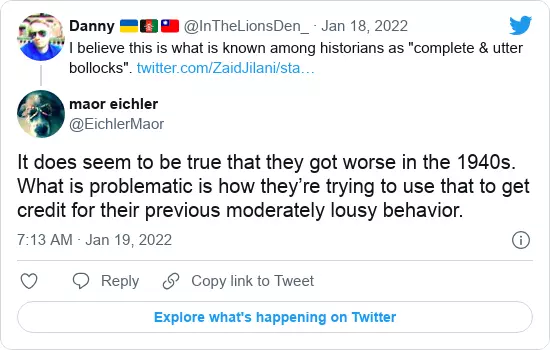 Danny 🇺🇦🇦🇫🇹🇼 @InTheLionsDen_ · Jan 18, 2022
I believe this is what is known among historians as "complete & utter
bollocks". twitter.com/ZaidJilani/sta…
maor eichler
@EichlerMaor
It does seem to be true that they got worse in the 1940s.
What is problematic is how they’re trying to use that to get
credit for their previous moderately lousy behavior.
7:13 AM · Jan 19, 2022
Reply Copy link to Tweet
Explore what's happening on Twitter